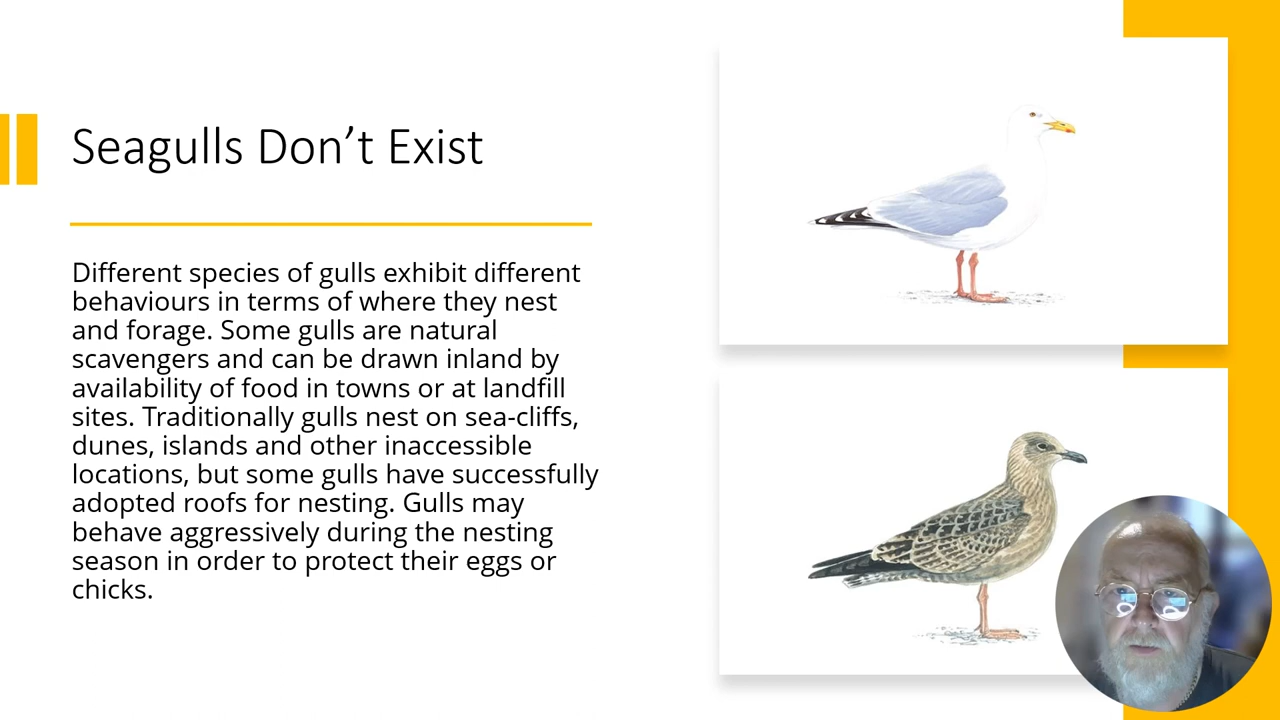 Seagulls Don’t Exist
Different species of gulls exhibit different
behaviours in terms of where they nest
and forage. Some gulls are natural
scavengers and can be drawn inland by
availability of food in towns or at landfill
sites. Traditionally gulls nest on sea-cliffs,
dunes, islands and other inaccessible
locations, but some gulls have successfully
adopted roofs for nesting. Gulls may
behave aggressively during the nesting
season in order to protect their eggs or
chicks.